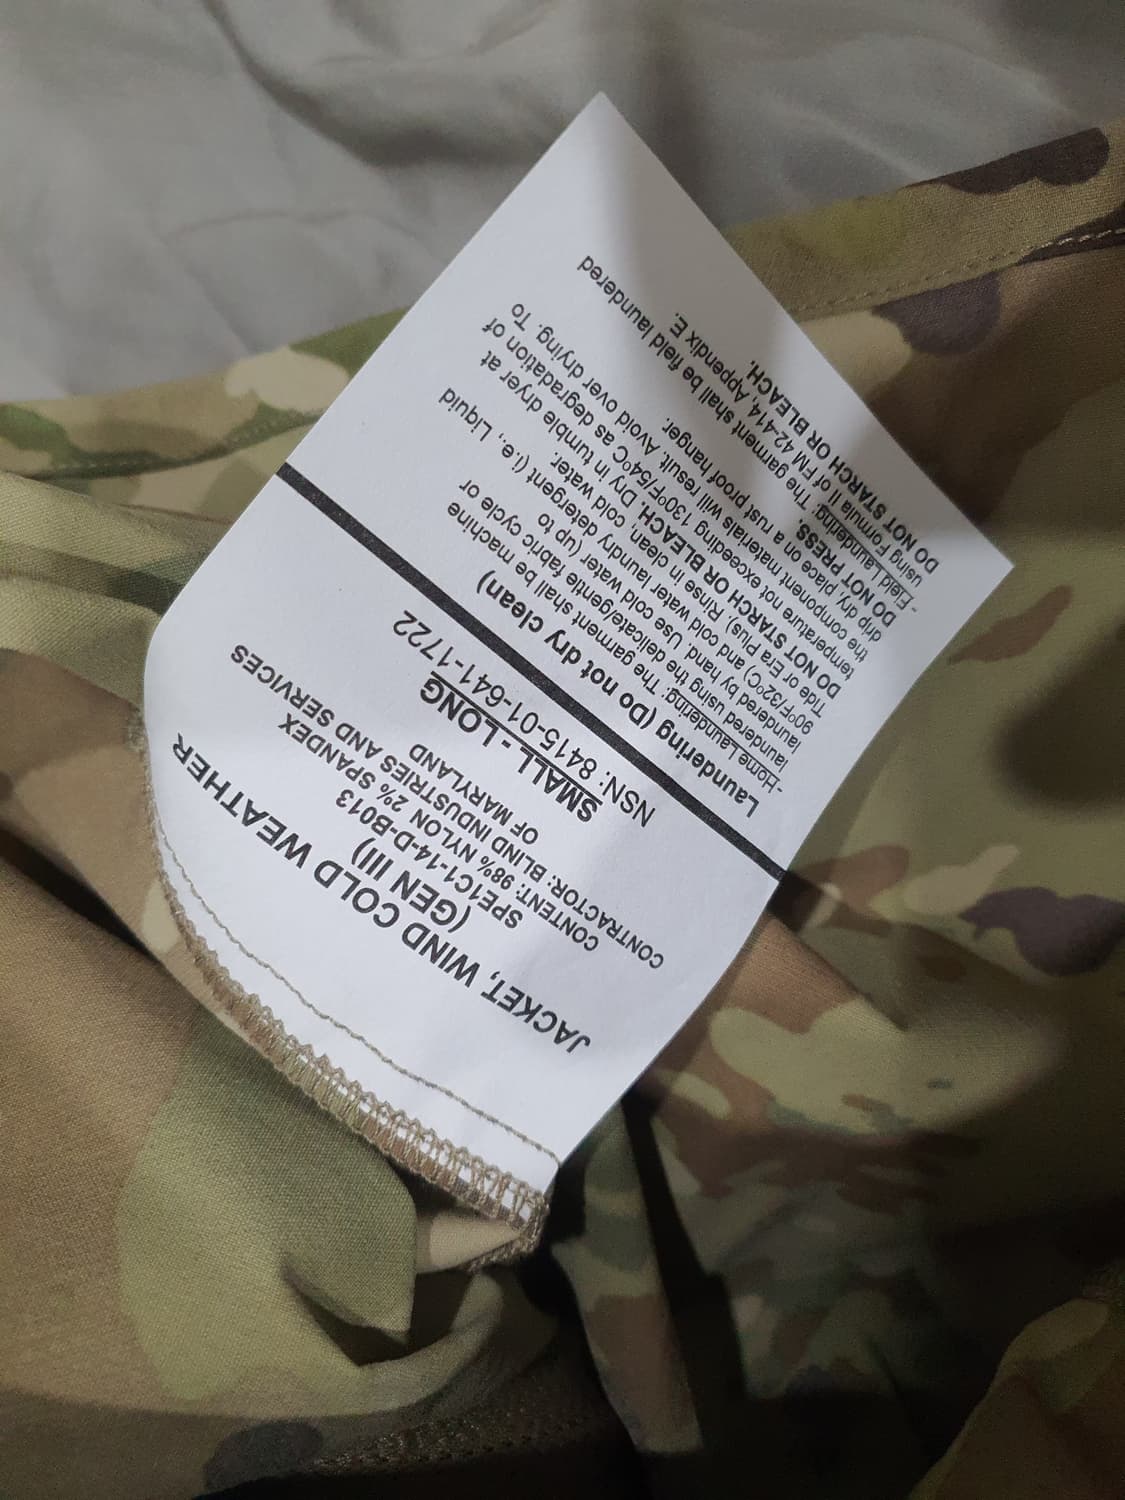 JACKET, WIND COLD WEATHER
(GEN III)
SPE1C1-14-D-B013
CONTENT: 98% NYLON 2% SPANDEX
CONTRACTOR: BLIND INDUSTRIES AND SERVICES
OF MARYLAND
SMALL - LONG
NSN: 8415-01-641-1722
Laundering (Do not dry clean)
-Home Laundering: The garment shall be machine
laundered using the delicate/gentle fabric cycle or
laundered by hand. Use cold water (up to
90°F/32°C) and cold water laundry detergent (i.e., Liquid
Tide or Era Plus), Rinse in clean, cold water.
DO NOT STARCH OR BLEACH. Dry in tumble dryer at
temperature not exceeding 130°F/54°C as degradation of
the component materials will result. Avoid over drying. To
drip dry, place on a rust proof hanger.
DO NOT PRESS.
-Field Laundering: The garment shall be field laundered
using Formula II of FM 42-414, Appendix E.
DO NOT STARCH OR BLEACH.